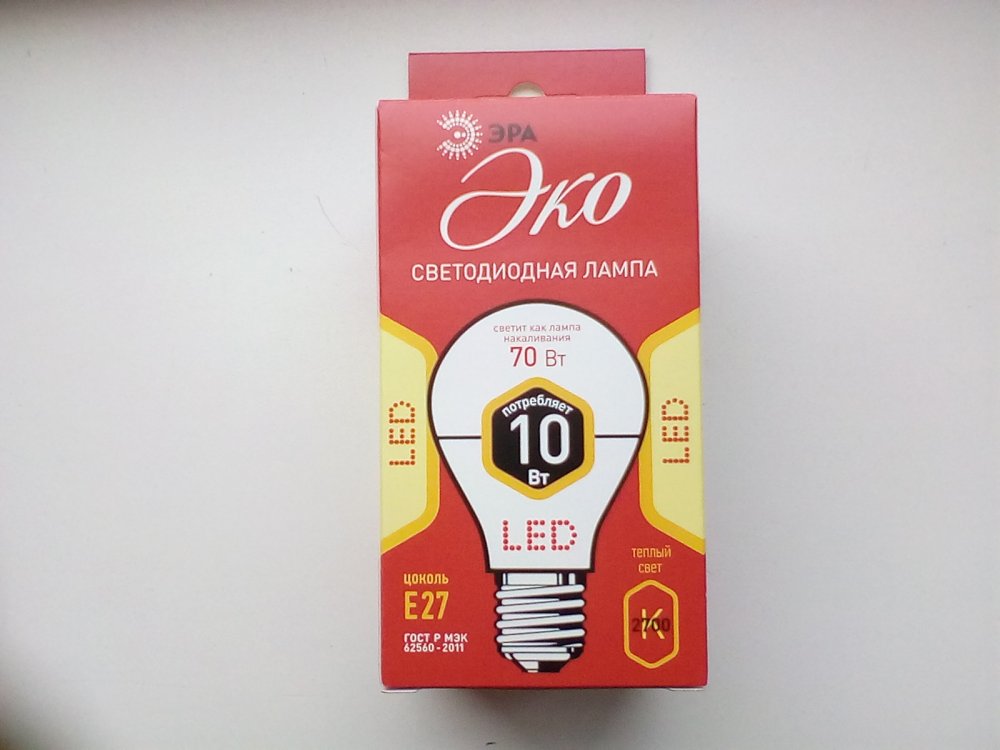 ЭРА
Эко
СВЕТОДИОДНАЯ ЛАМПА
светит как лампа
накаливания
70 Вт
потребляет
10
Вт
LED
LED
LED
теплый
свет
К
2700
цоколь
E27
ГОСТ Р МЭК
62560-2011